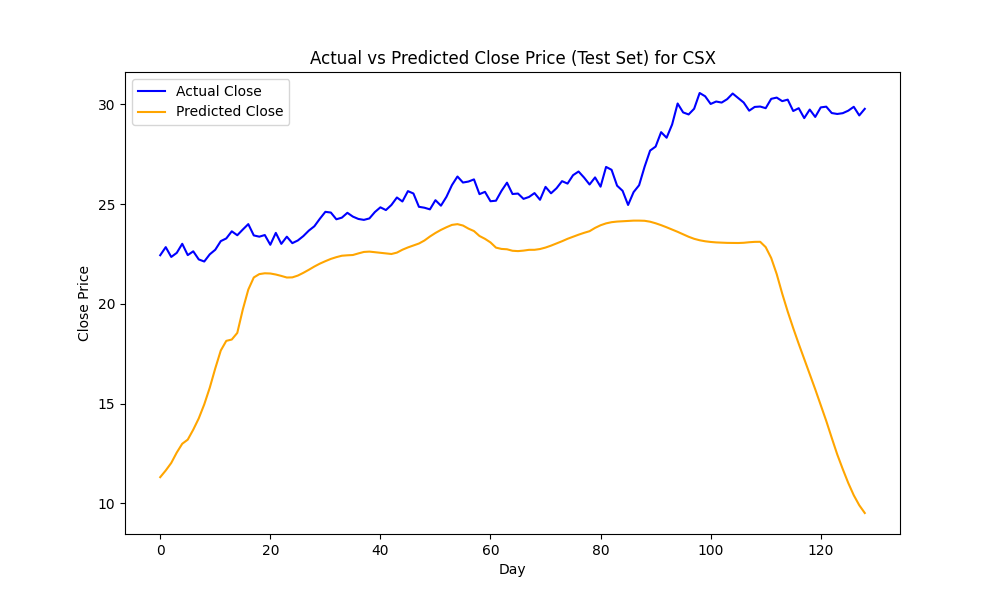 Actual vs Predicted Close Price (Test Set) for CSX
Actual Close
Predicted Close
Close Price
30
25
20
15
10
0 20 40 60 80 100 120
Day